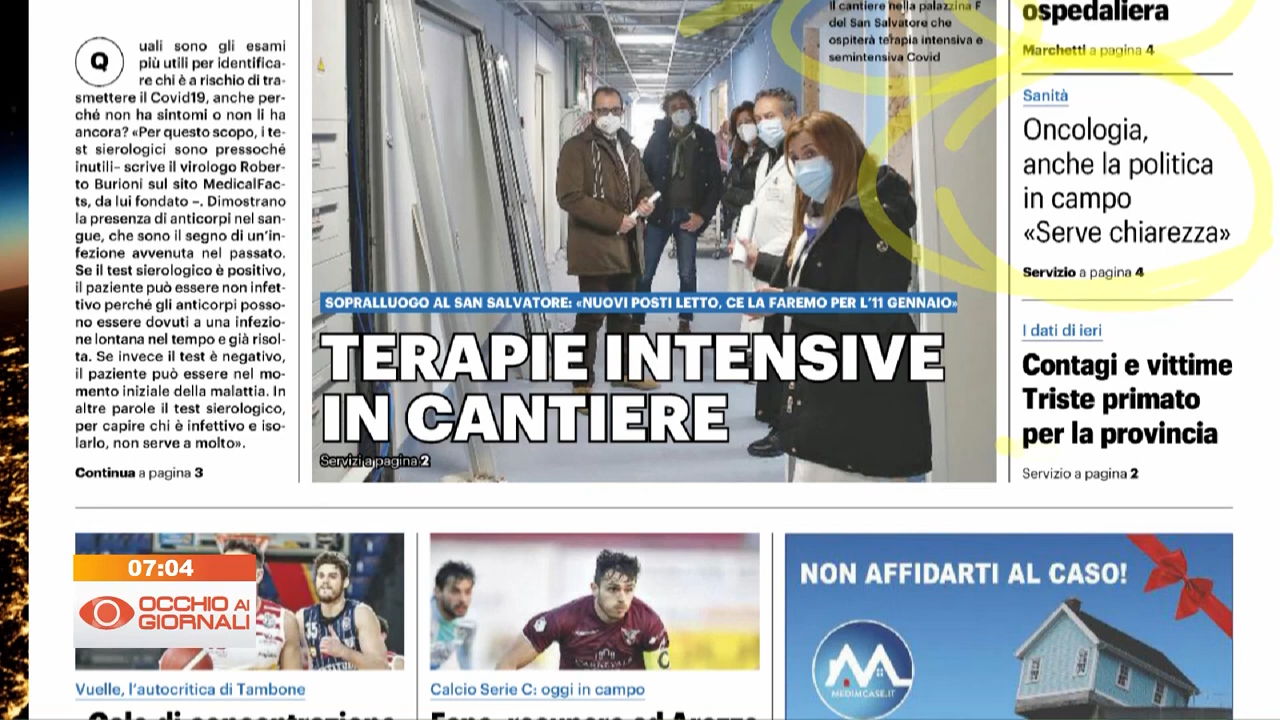 Q
uali sono gli esami
più utili per identifica-
re chi è a rischio di tra-
smettere il Covid19, anche per-
ché non ha sintomi o non li ha
ancora? «Per questo scopo, i te-
st sierologici sono pressoché
inutili– scrive il virologo Rober-
to Burioni sul sito MedicalFac-
ts, da lui fondato –. Dimostrano
la presenza di anticorpi nel san-
gue, che sono il segno di un'in-
fezione avvenuta nel passato.
Se il test sierologico è positivo,
il paziente può essere non infet-
tivo perché gli anticorpi posso-
no essere dovuti a una infezio-
ne lontana nel tempo e già risol-
ta. Se invece il test è negativo,
il paziente può essere nel mo-
mento iniziale della malattia. In
altre parole il test sierologico,
per capire chi è infettivo e iso-
larlo, non serve a molto».
Continua a pagina 3
Il cantiere nella palazzina F
del San Salvatore che
ospiterà terapia intensiva e
semintensiva Covid
SOPRALLUOGO AL SAN SALVATORE: «NUOVI POSTI LETTO, CE LA FAREMO PER L'11 GENNAIO»
TERAPIE INTENSIVE
IN CANTIERE
Servizi a pagina 2
ospedaliera
Marchetti a pagina 4
Sanità
Oncologia,
anche la politica
in campo
«Serve chiarezza»
Servizio a pagina 4
I dati di ieri
Contagi e vittime
Triste primato
per la provincia
Servizio a pagina 2
07:04
OCCHIO AI
GIORNALI
15
Vuelle, l'autocritica di Tambone
Calcio Serie C: oggi in campo
NON AFFIDARTI AL CASO!
MEDIMCASE.IT